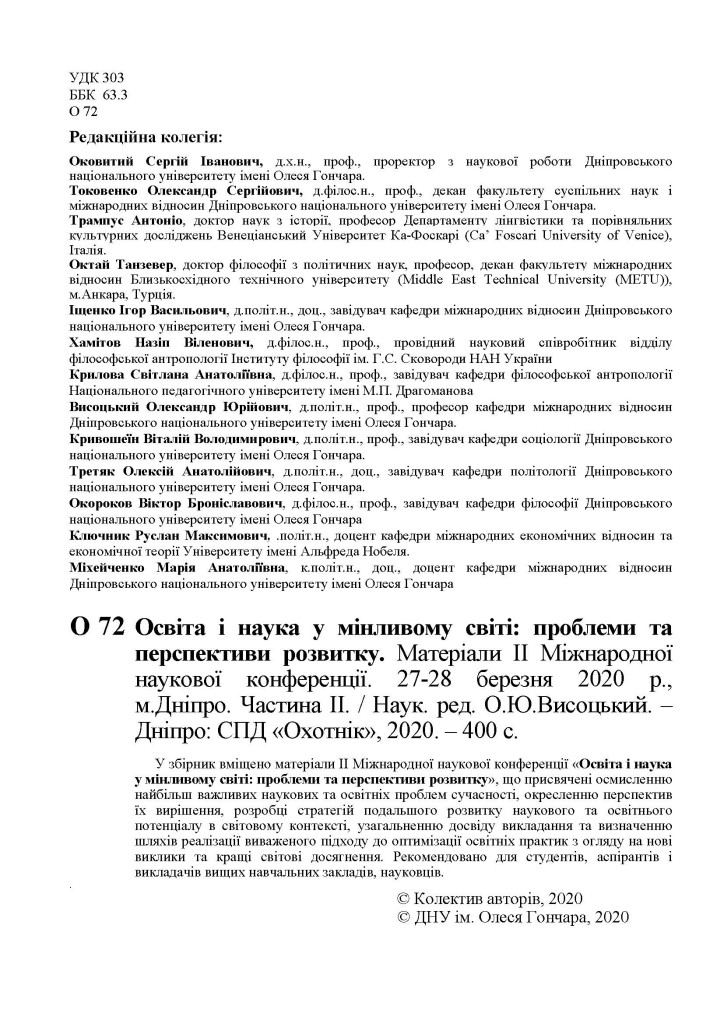 УДК 303
ББК 63.3
О 72
Редакційна колегія:
Оковитий Сергій Іванович, д.х.н., проф., проректор з наукової роботи Дніпровського
національного університету імені Олеся Гончара.
Токовенко Олександр Сергійович, д.філос.н., проф., декан факультету суспільних наук і
міжнародних відносин Дніпровського національного університету імені Олеся Гончара.
Трампус Антоніо, доктор наук з історії, професор Департаменту лінгвістики та порівняльних
культурних досліджень Венеціанський Університет Ка-Фоскарі (Ca' Foscari University of Venice),
Італія.
Октай Танзевер, доктор філософії з політичних наук, професор, декан факультету міжнародних
відносин Близькосхідного технічного університету (Middle East Technical University (METU)),
м.Анкара, Турція.
Іщенко Ігор Васильович, д.політ.н., доц., завідувач кафедри міжнародних відносин Дніпровського
національного університету імені Олеся Гончара.
Хамітов Назіп Віленович, д.філос.н., проф., провідний науковий співробітник відділу
філософської антропології Інституту філософії ім. Г.С. Сковороди НАН України
Крилова Світлана Анатоліївна, д.філос.н., проф., завідувач кафедри філософської антропології
Національного педагогічного університету імені М.П. Драгоманова
Висоцький Олександр Юрійович, д.політ.н., проф., професор кафедри міжнародних відносин
Дніпровського національного університету імені Олеся Гончара.
Кривошеїн Віталій Володимирович, д.політ.н., проф., завідувач кафедри соціології Дніпровського
національного університету імені Олеся Гончара.
Третяк Олексій Анатолійович, д.політ.н., доц., завідувач кафедри політології Дніпровського
національного університету імені Олеся Гончара.
Окороков Віктор Броніславович, д.філос.н., проф., завідувач кафедри філософії Дніпровського
національного університету імені Олеся Гончара
Ключник Руслан Максимович, .політ.н., доцент кафедри міжнародних економічних відносин та
економічної теорії Університету імені Альфреда Нобеля.
Міхейченко Марія Анатоліївна, к.політ.н., доц., доцент кафедри міжнародних відносин
Дніпровського національного університету імені Олеся Гончара
О 72 Освіта і наука у мінливому світі: проблеми та
перспективи розвитку. Матеріали ІІ Міжнародної
наукової конференції. 27-28 березня 2020 р.,
м.Дніпро. Частина ІІ. / Наук. ред. О.Ю.Висоцький. –
Дніпро: СПД «Охотнік», 2020. – 400 с.
У збірник вміщено матеріали ІІ Міжнародної наукової конференції «Освіта і наука
у мінливому світі: проблеми та перспективи розвитку», що присвячені осмисленню
найбільш важливих наукових та освітніх проблем сучасності, окресленню перспектив
їх вирішення, розробці стратегій подальшого розвитку наукового та освітнього
потенціалу в світовому контексті, узагальненню досвіду викладання та визначенню
шляхів реалізації виваженого підходу до оптимізації освітніх практик з огляду на нові
виклики та кращі світові досягнення. Рекомендовано для студентів, аспірантів і
викладачів вищих навчальних закладів, науковців.
.
© Колектив авторів, 2020
© ДНУ ім. Олеся Гончара, 2020